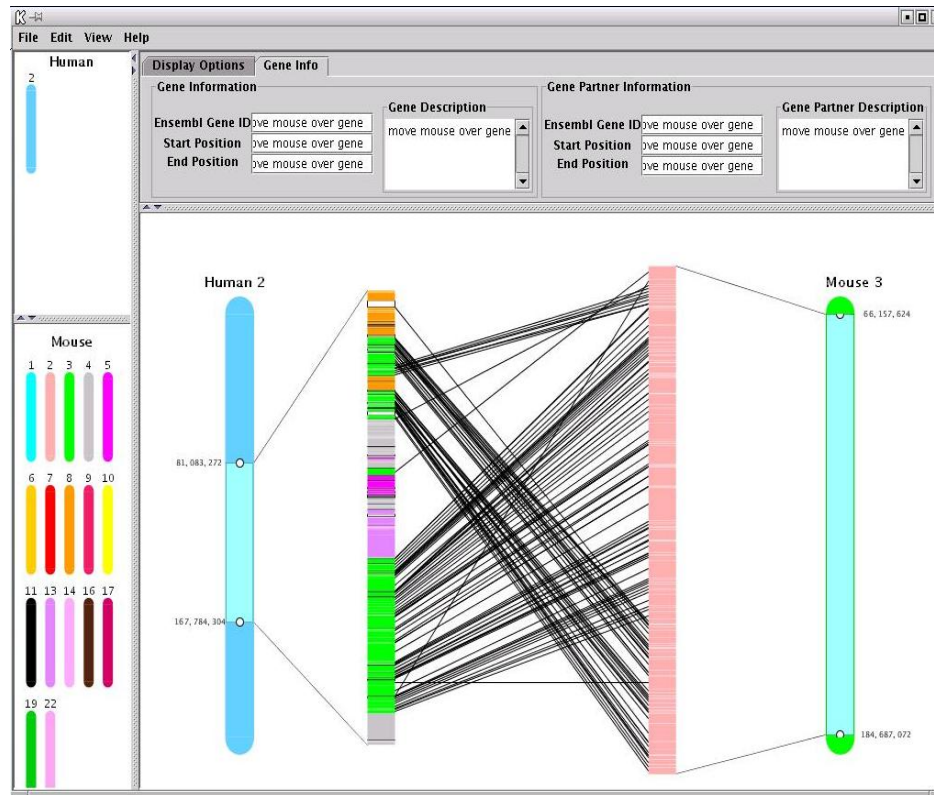 File Edit View Help
Human
2
Display Options Gene Info
Gene Information
Ensembl Gene ID ove mouse over gene
Start Position ove mouse over gene
End Position ove mouse over gene
Gene Description
move mouse over gene
Gene Partner Information
Ensembl Gene ID ove mouse over gene
Start Position ove mouse over gene
End Position ove mouse over gene
Gene Partner Description
move mouse over gene
Mouse
1 2 3 4 5
6 7 8 9 10
11 13 14 16 17
19 22
Human 2
81, 083, 272
167, 784, 304
Mouse 3
66, 157, 624
184, 687, 072